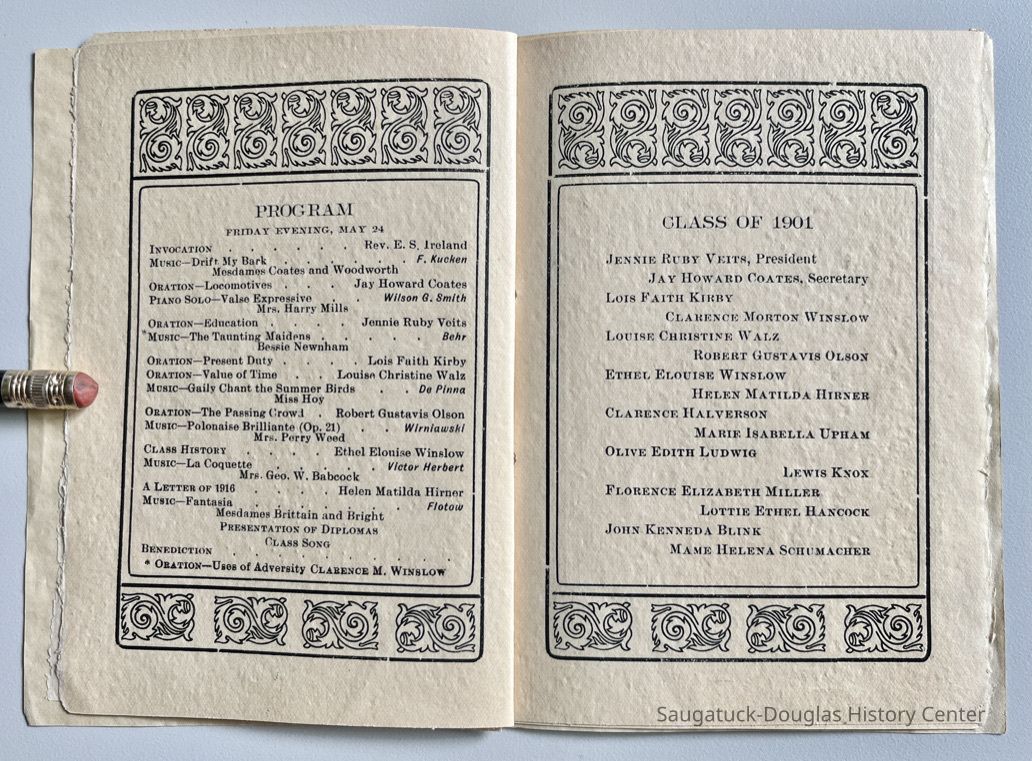 PROGRAM
FRIDAY EVENING, MAY 24
INVOCATION . . . . . . Rev. E. S. Ireland
MUSIC—Drift My Bark . . . . . . F. Kucken
Mesdames Coates and Woodworth
ORATION—Locomotives . . . Jay Howard Coates
PIANO SOLO—Valse Expressive . . Wilson G. Smith
Mrs. Harry Mills
ORATION—Education . . . . Jennie Ruby Veits
*MUSIC—The Taunting Maidens . . . . . Behr
Bessie Newnham
ORATION—Present Duty . . . Lois Faith Kirby
ORATION—Value of Time . . . Louise Christine Walz
MUSIC—Gaily Chant the Summer Birds . . De Pinna
Miss Hoy
ORATION—The Passing Crowd . Robert Gustavis Olson
MUSIC—Polonaise Brilliante (Op. 21) . . Wirniawski
Mrs. Perry Weed
CLASS HISTORY . . . . Ethel Elouise Winslow
MUSIC—La Coquette . . . . Victor Herbert
Mrs. Geo. W. Babcock
A LETTER OF 1916 . . . . Helen Matilda Hirner
MUSIC—Fantasia . . . . . . Flotow
Mesdames Brittain and Bright
PRESENTATION OF DIPLOMAS
CLASS SONG
BENEDICTION . . . . . . . . . . .
* ORATION—Uses of Adversity CLARENCE M. WINSLOW
CLASS OF 1901
JENNIE RUBY VEITS, President
JAY HOWARD COATES, Secretary
LOIS FAITH KIRBY
CLARENCE MORTON WINSLOW
LOUISE CHRISTINE WALZ
ROBERT GUSTAVIS OLSON
ETHEL ELOUISE WINSLOW
HELEN MATILDA HIRNER
CLARENCE HALVERSON
MARIE ISABELLA UPHAM
OLIVE EDITH LUDWIG
LEWIS KNOX
FLORENCE ELIZABETH MILLER
LOTTIE ETHEL HANCOCK
JOHN KENNEDA BLINK
MAME HELENA SCHUMACHER
Saugatuck-Douglas History Center